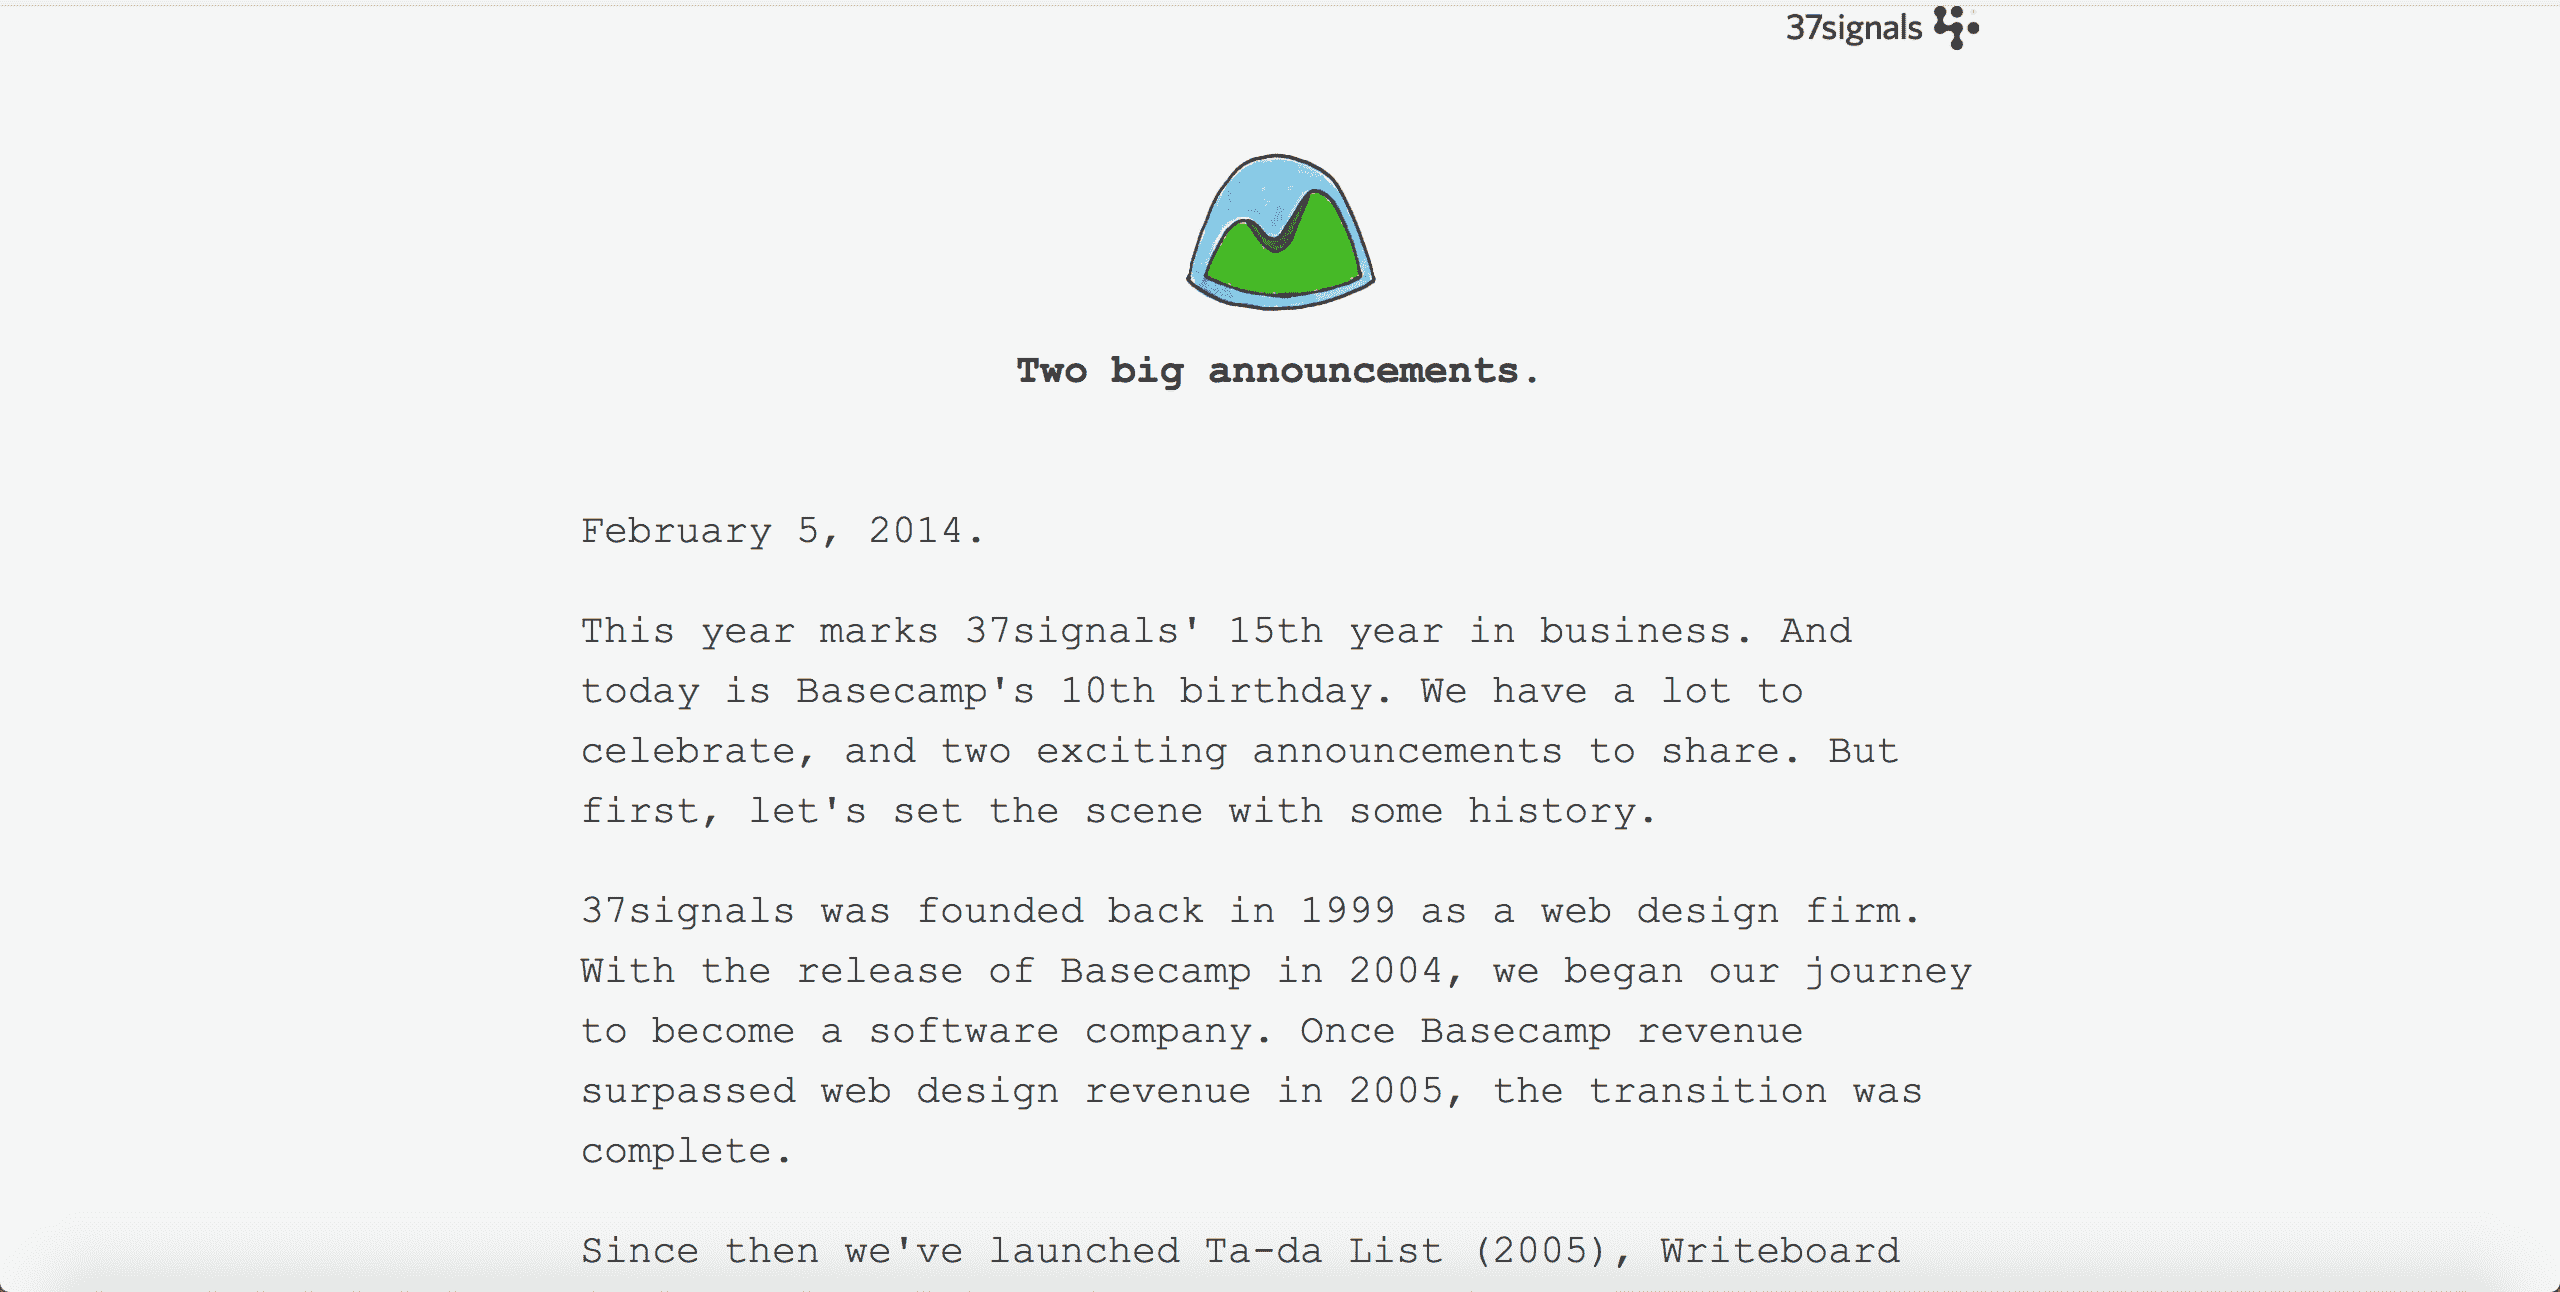 37signals
Two big announcements.
February 5, 2014.
This year marks 37signals' 15th year in business. And
today is Basecamp's 10th birthday. We have a lot to
celebrate, and two exciting announcements to share. But
first, let's set the scene with some history.
37signals was founded back in 1999 as a web design firm.
With the release of Basecamp in 2004, we began our journey
to become a software company. Once Basecamp revenue
surpassed web design revenue in 2005, the transition was
complete.
Since then we've launched Ta-da List (2005), Writeboard